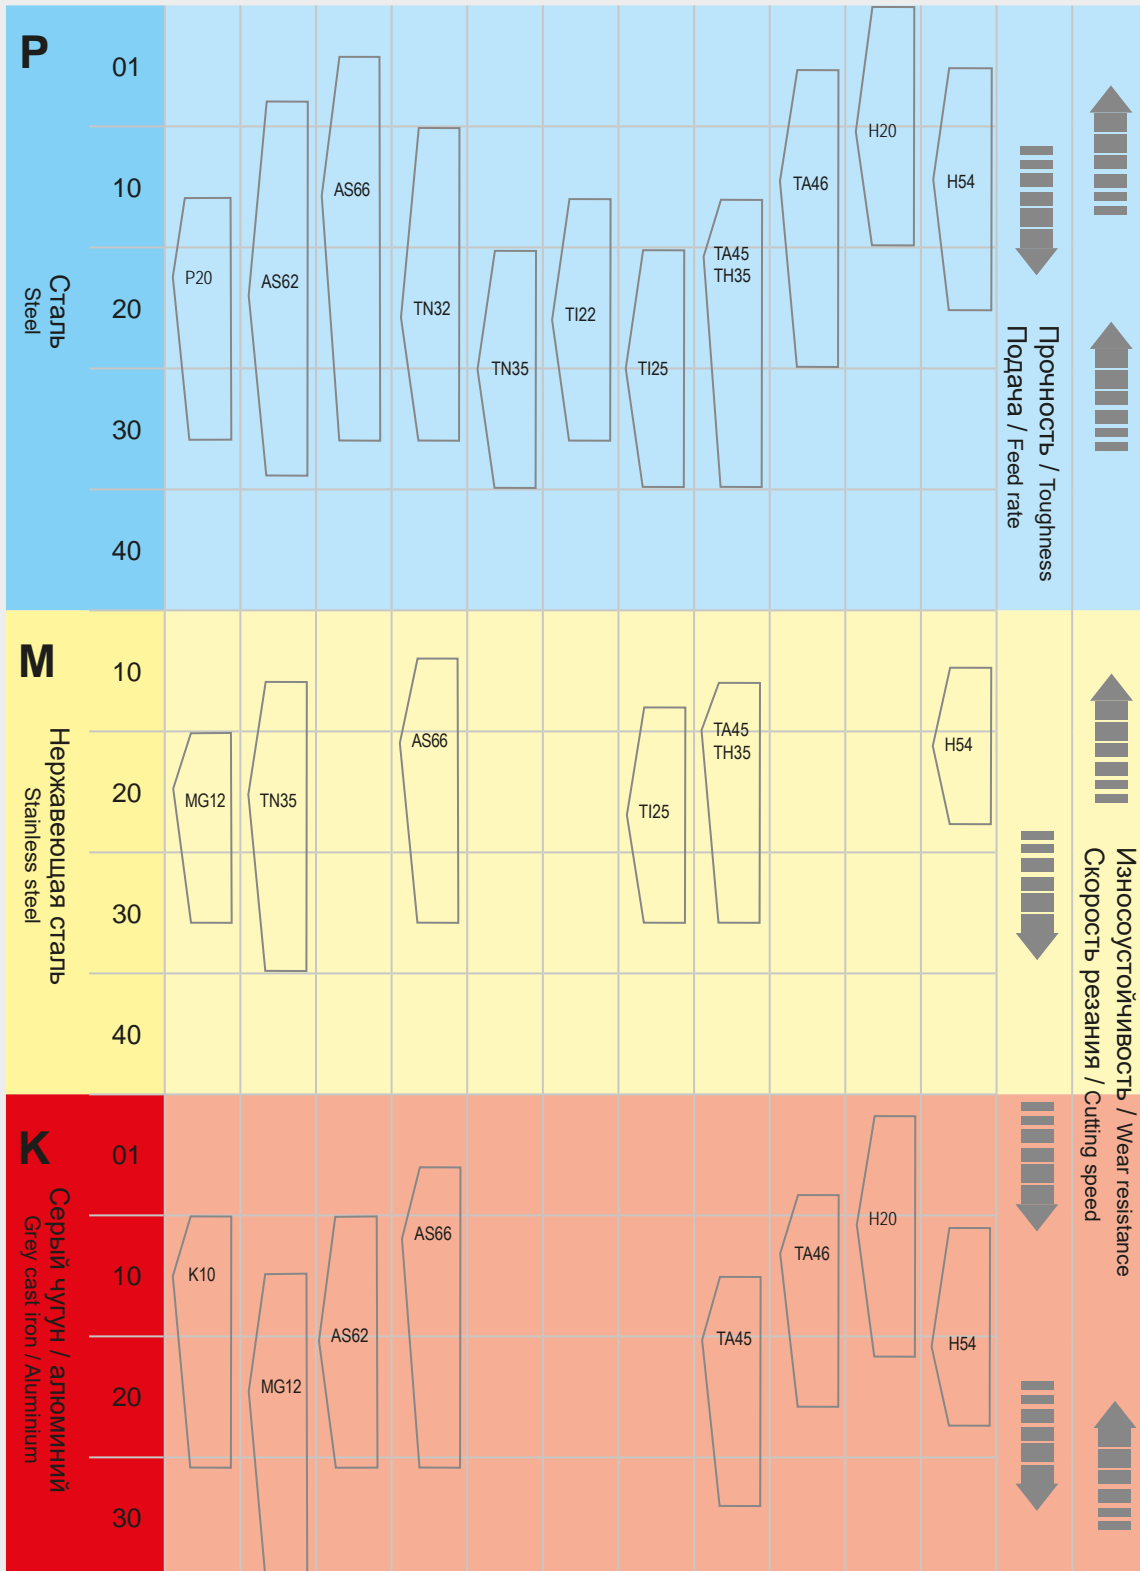 P
Сталь
Steel
01
10
20
30
40
P20
AS62
AS66
TN32
TN35
TI22
TI25
TA45
TH35
TA46
H20
H54
Прочность / Toughness
Подача / Feed rate
M
Нержавеющая сталь
Stainless steel
10
20
30
40
MG12
TN35
AS66
TI25
TA45
TH35
H54
Износоустойчивость / Wear resistance
Скорость резания / Cutting speed
K
Серый чугун / алюминий
Grey cast iron / Aluminium
01
10
20
30
K10
MG12
AS62
AS66
TA45
TA46
H20
H54